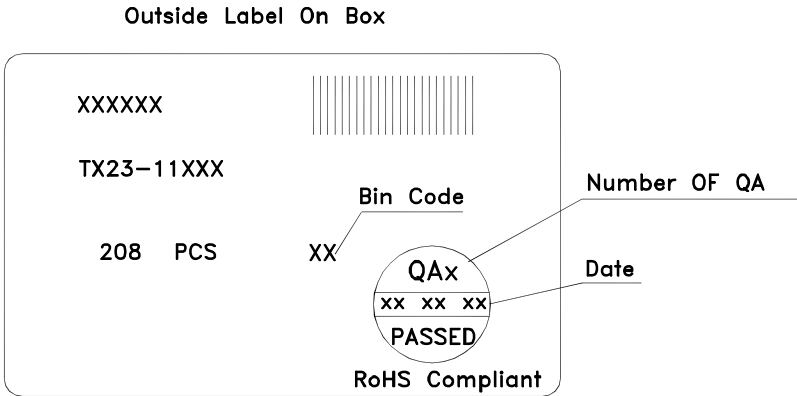 Outside Label On Box
XXXXXX
TX23-11XXX
Bin Code
Number OF QA
208 PCS XX
QAx
Date
xx xx xx
PASSED
RoHS Compliant